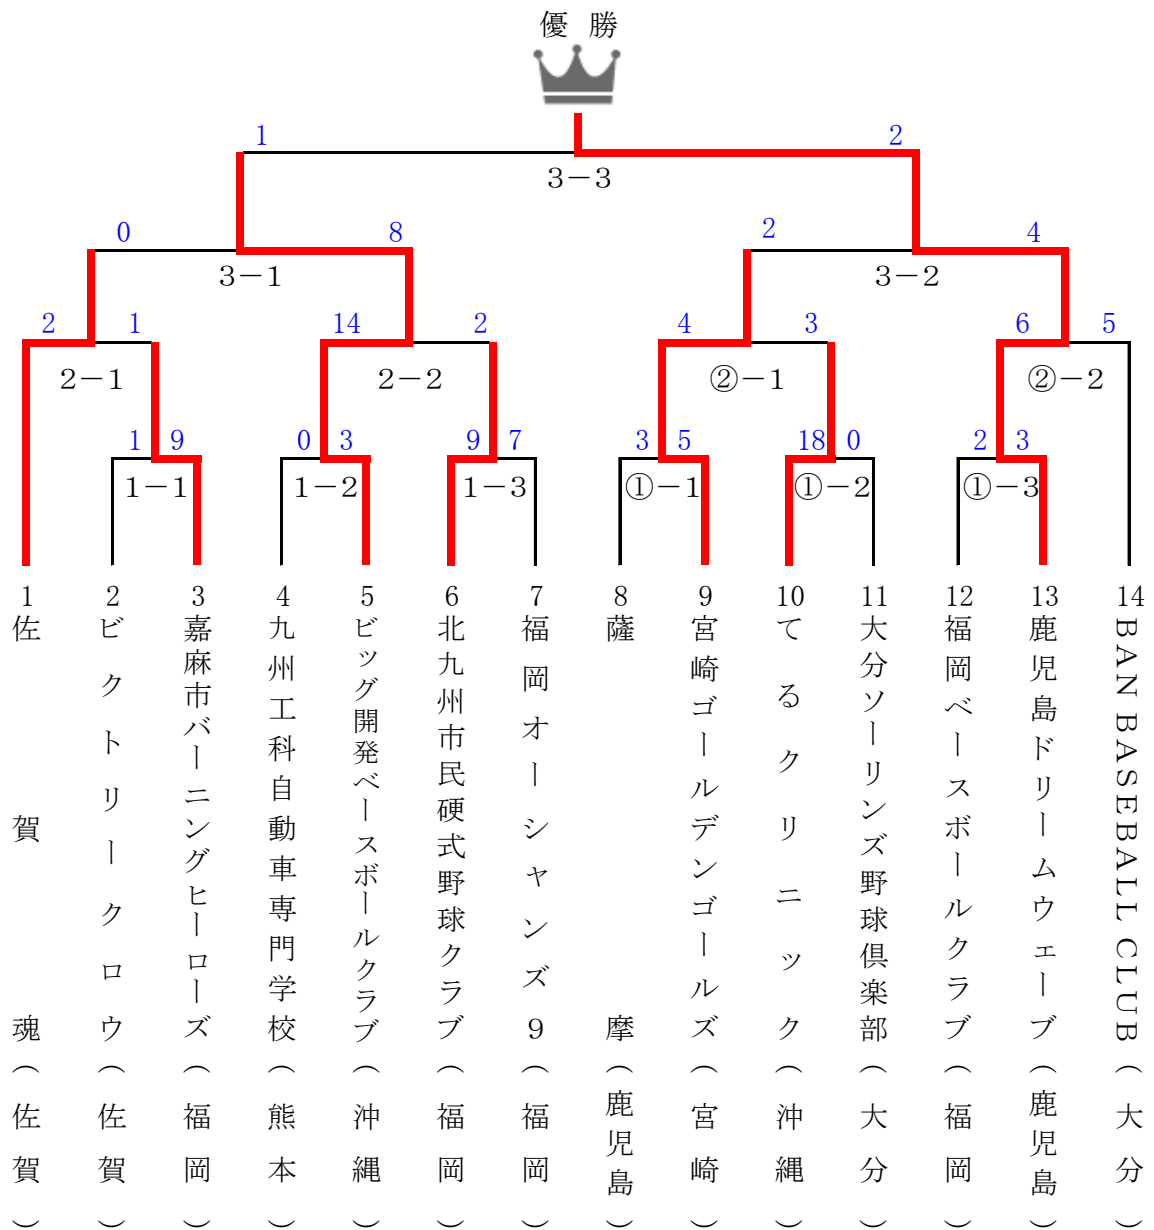 優 勝
1 2
3－3
0 8 2 4
3－1 3－2
2 1 14 2 4 3 6 5
2－1 2－2 ②－1 ②－2
1 9 0 3 9 7 3 5 18 0 2 3
1－1 1－2 1－3 ①－1 ①－2 ①－3
1 2 3 4 5 6 7 8 9 10 11 12 13 14
佐賀魂（佐賀）
ビクトリークロウ（佐賀）
嘉麻市バーニングヒーローズ（福岡）
九州工科自動車専門学校（熊本）
ビッグ開発ベースボールクラブ（沖縄）
北九州市民硬式野球クラブ（福岡）
福岡オーシャンズ９（福岡）
薩摩（鹿児島）
宮崎ゴールデンゴールズ（宮崎）
てるクリニック（沖縄）
大分ソーリンズ野球倶楽部（大分）
福岡ベースボールクラブ（福岡）
鹿児島ドリームウェーブ（鹿児島）
BAN BASEBALL CLUB（大分）